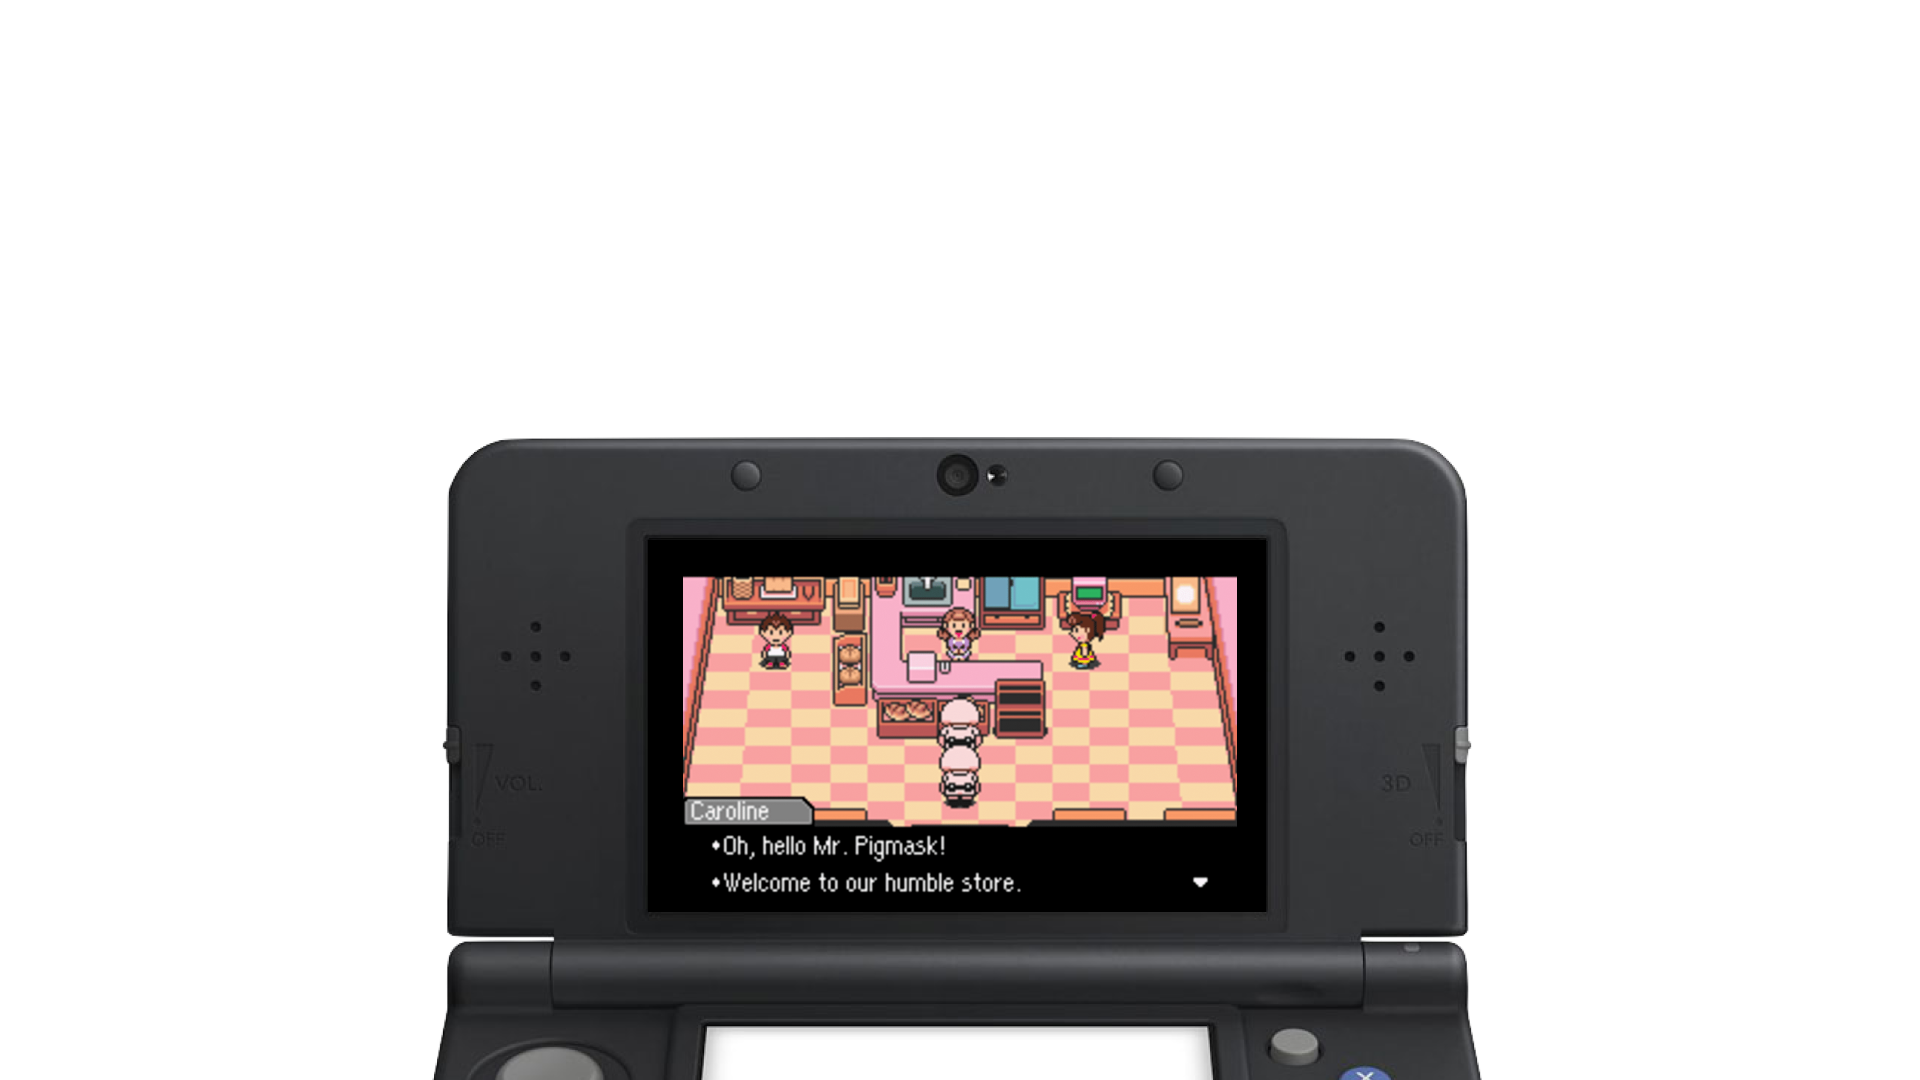 VOL.
OFF
3D
OFF
Caroline
•Oh, hello Mr. Pigmask!
•Welcome to our humble store.
X